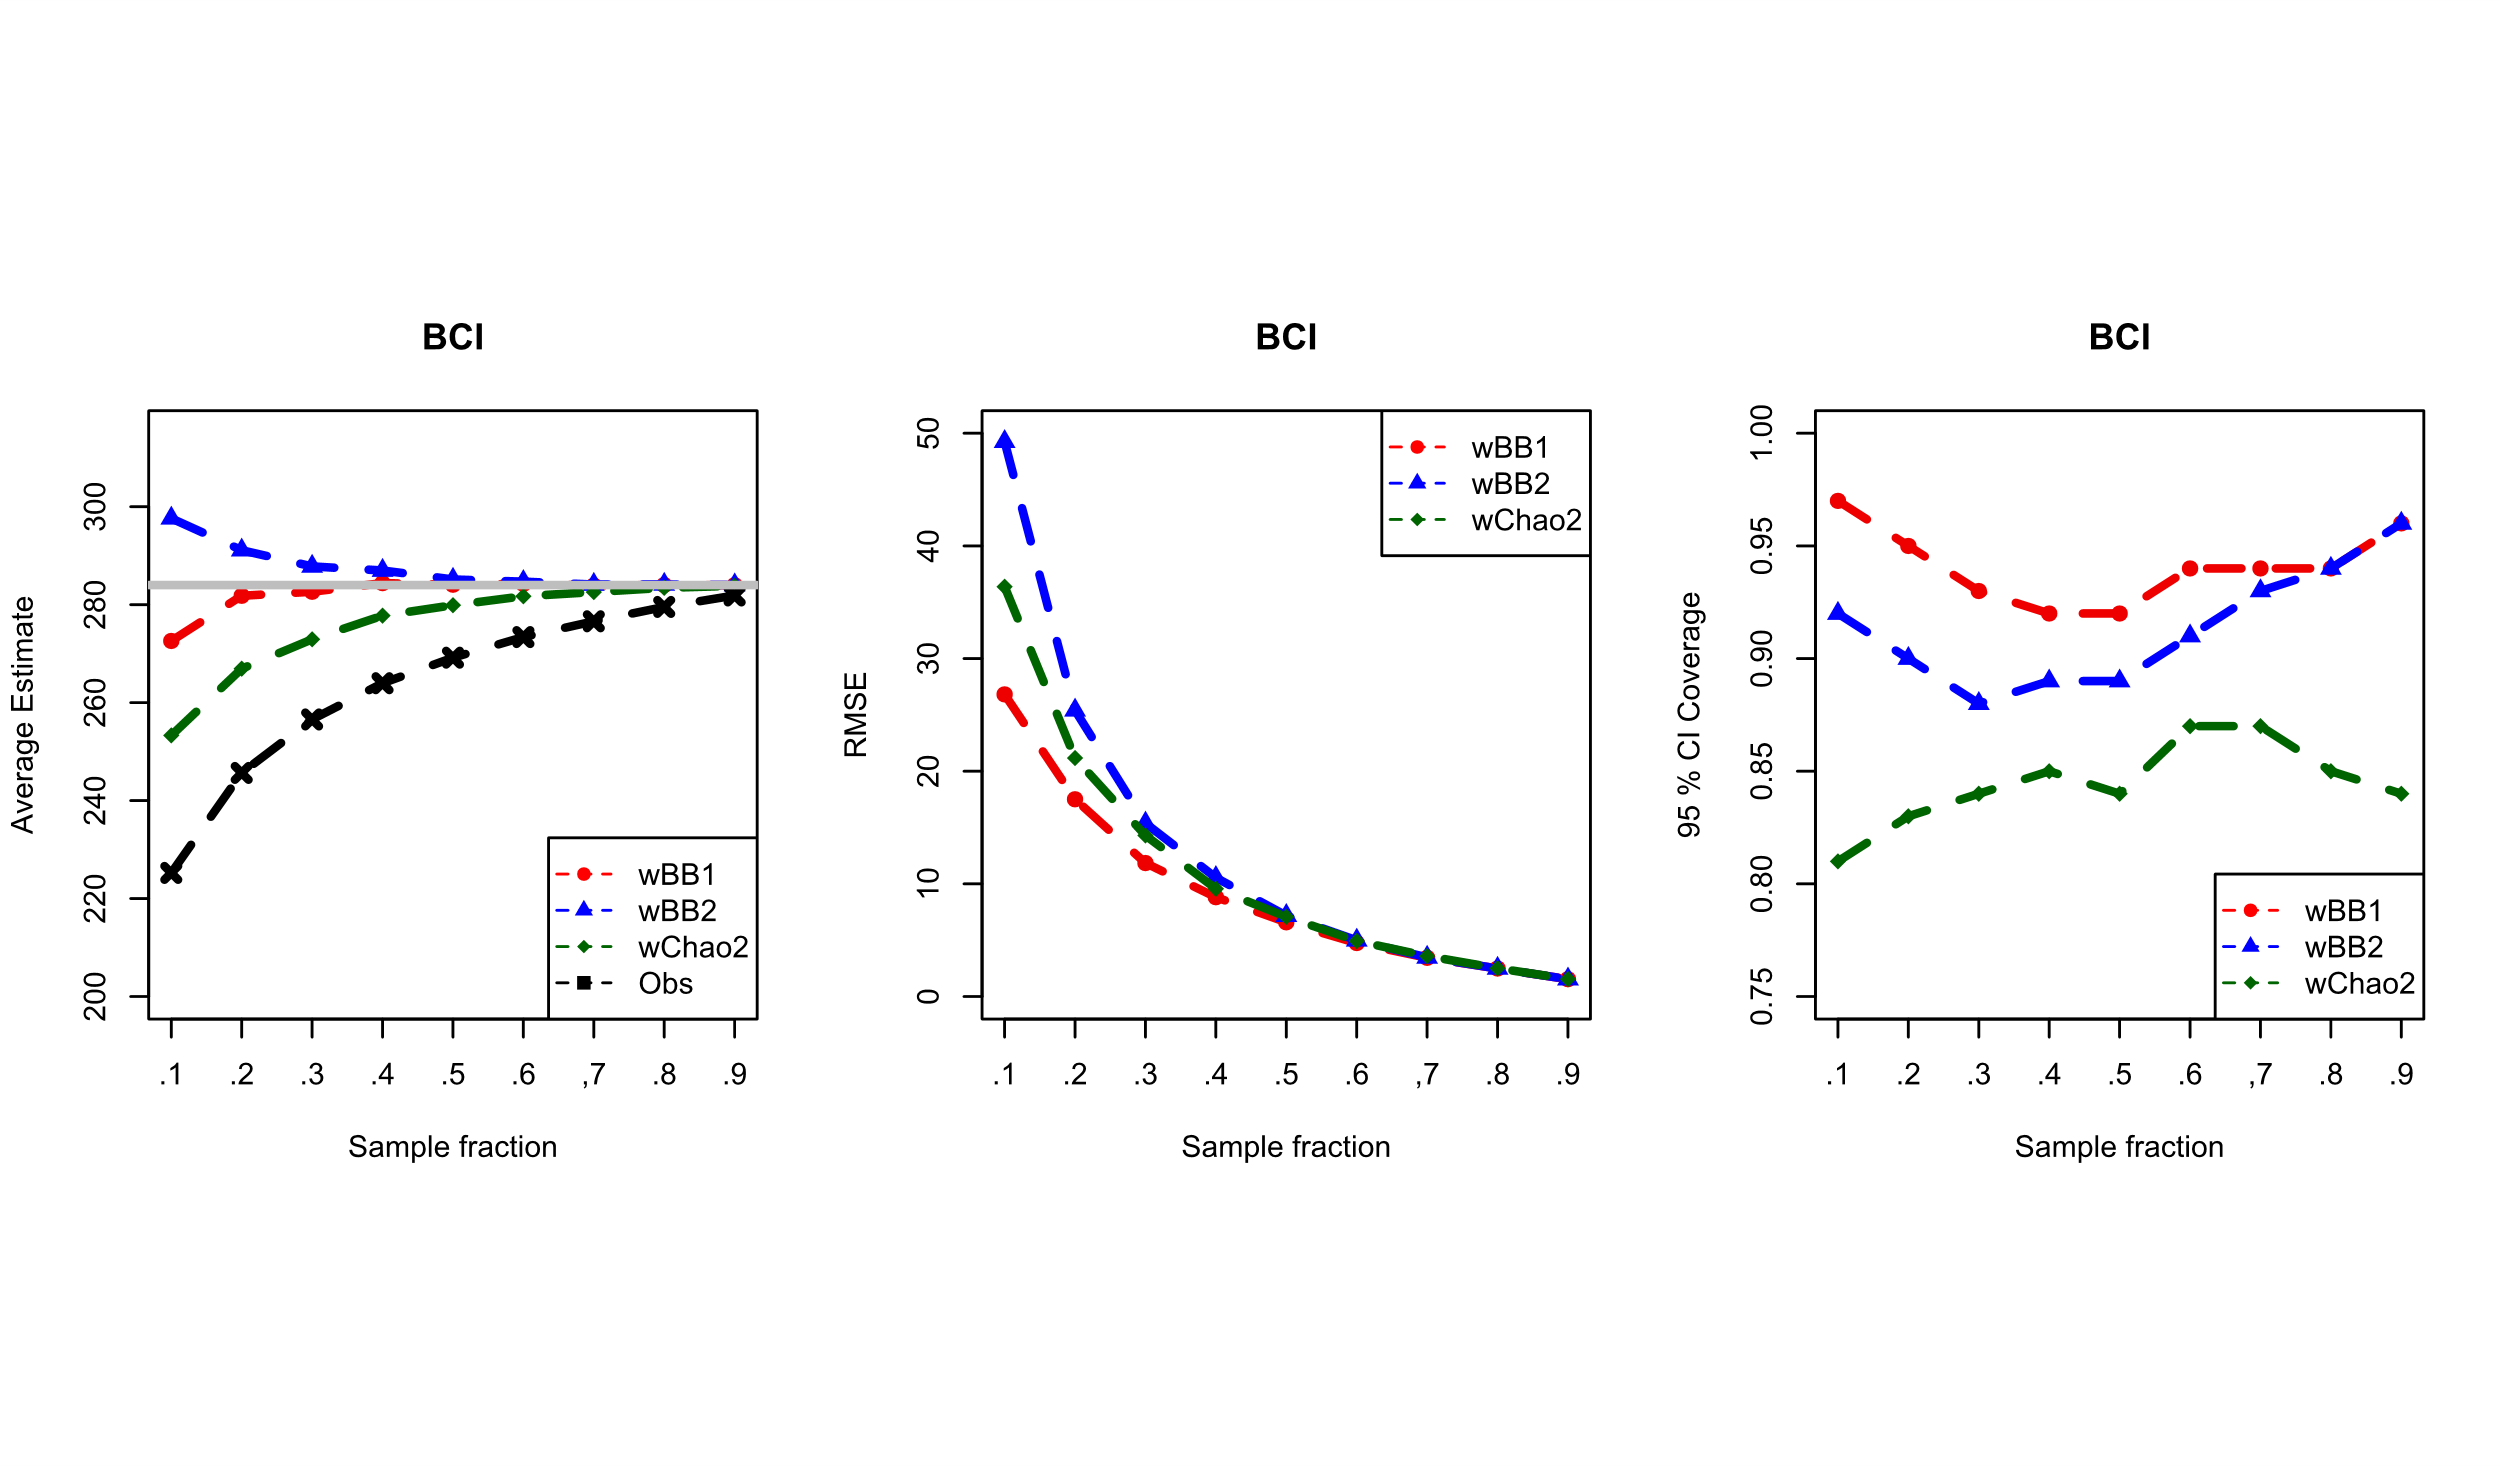 BCI
Average Estimate
300
280
260
240
220
200
wBB1
wBB2
wChao2
Obs
.1 .2 .3 .4 .5 .6 ,7 .8 .9
Sample fraction
BCI
RMSE
50
40
30
20
10
0
wBB1
wBB2
wChao2
.1 .2 .3 .4 .5 .6 ,7 .8 .9
Sample fraction
BCI
95 % CI Coverage
1.00
0.95
0.90
0.85
0.80
0.75
wBB1
wBB2
wChao2
.1 .2 .3 .4 .5 .6 ,7 .8 .9
Sample fraction